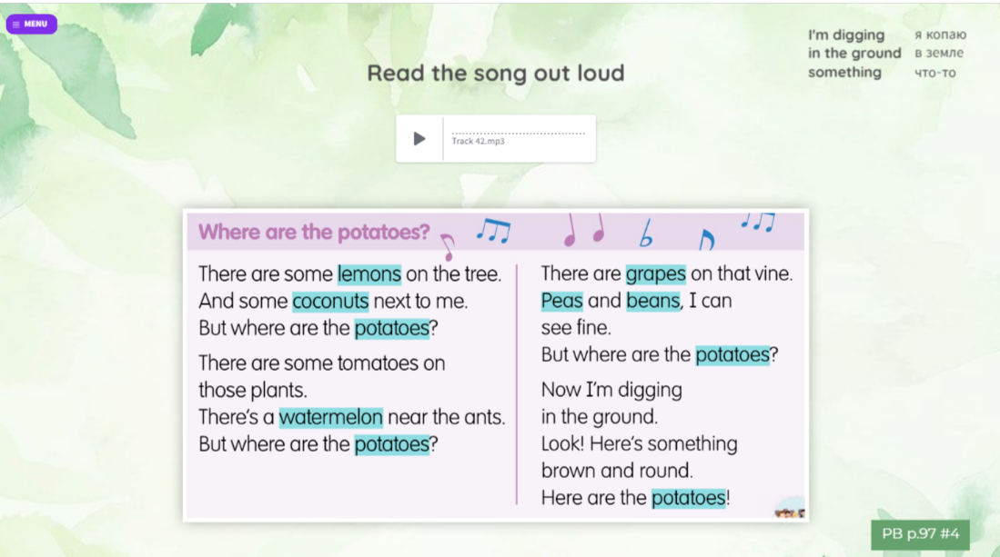 MENU
I'm digging я копаю
in the ground в земле
something что-то
Read the song out loud
Track 42.mp3
Where are the potatoes?
There are some lemons on the tree.
And some coconuts next to me.
But where are the potatoes?
There are some tomatoes on
those plants.
There's a watermelon near the ants.
But where are the potatoes?
There are grapes on that vine.
Peas and beans, I can
see fine.
But where are the potatoes?
Now I'm digging
in the ground.
Look! Here's something
brown and round.
Here are the potatoes!
PB p.97 #4